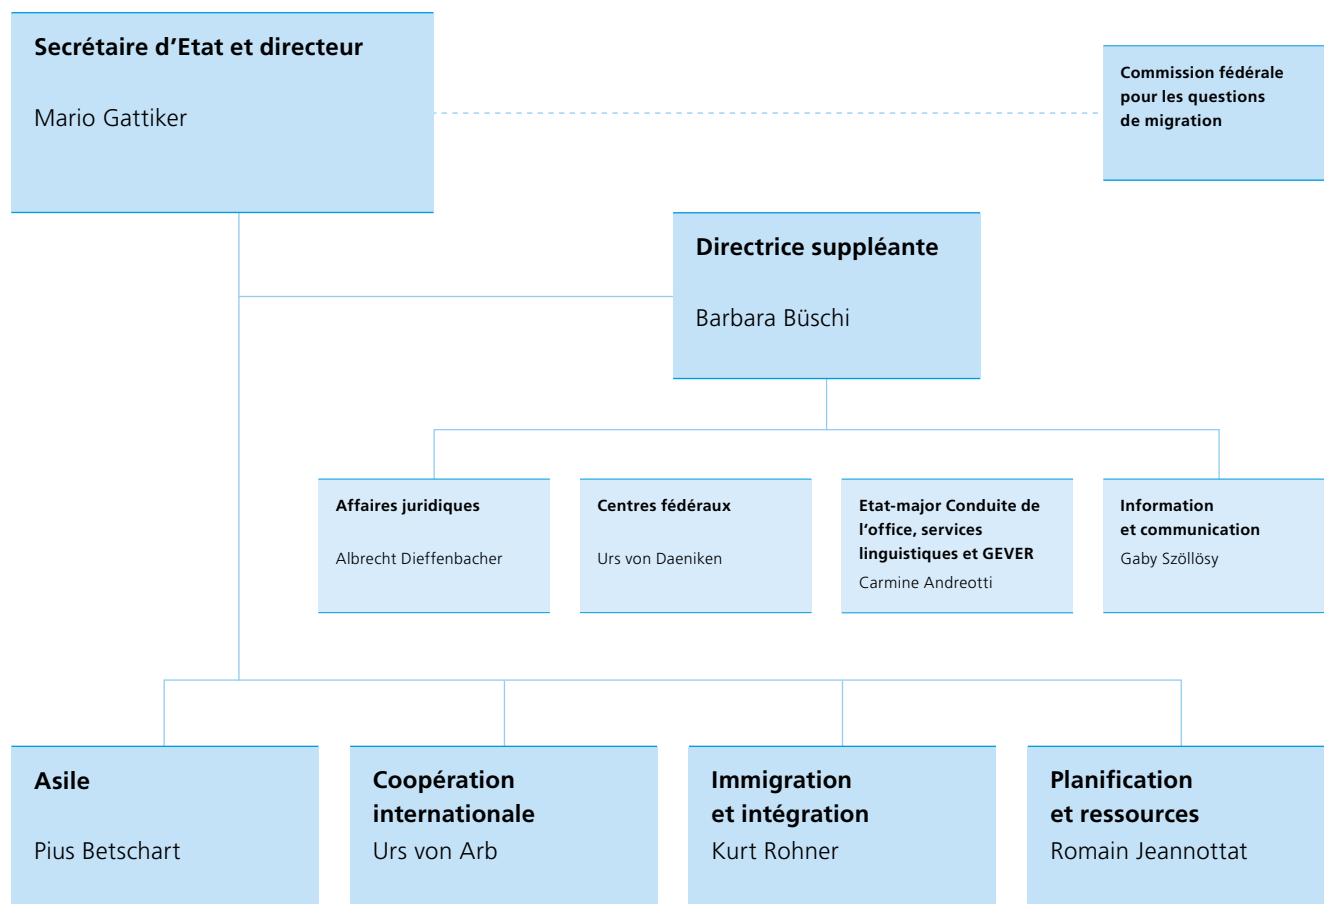 Secrétaire d'Etat et directeur
Mario Gattiker
Commission fédérale
pour les questions
de migration
Directrice suppléante
Barbara Büschi
Affaires juridiques
Albrecht Dieffenbacher
Centres fédéraux
Urs von Daeniken
Etat-major Conduite de
l'office, services
linguistiques et GEVER
Carmine Andreotti
Information
et communication
Gaby Szöllösy
Asile
Pius Betschart
Coopération
internationale
Urs von Arb
Immigration
et intégration
Kurt Rohner
Planification
et ressources
Romain Jeannottat